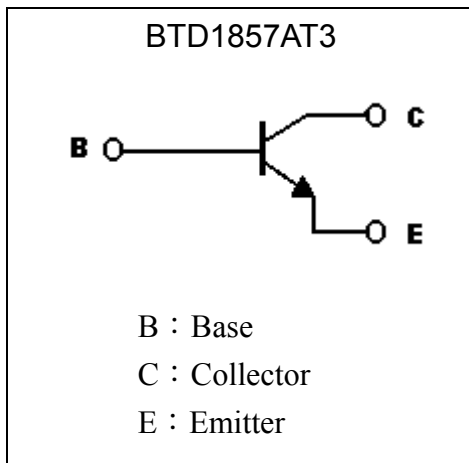 BTD1857AT3
C
B
E
B：Base
C：Collector
E：Emitter